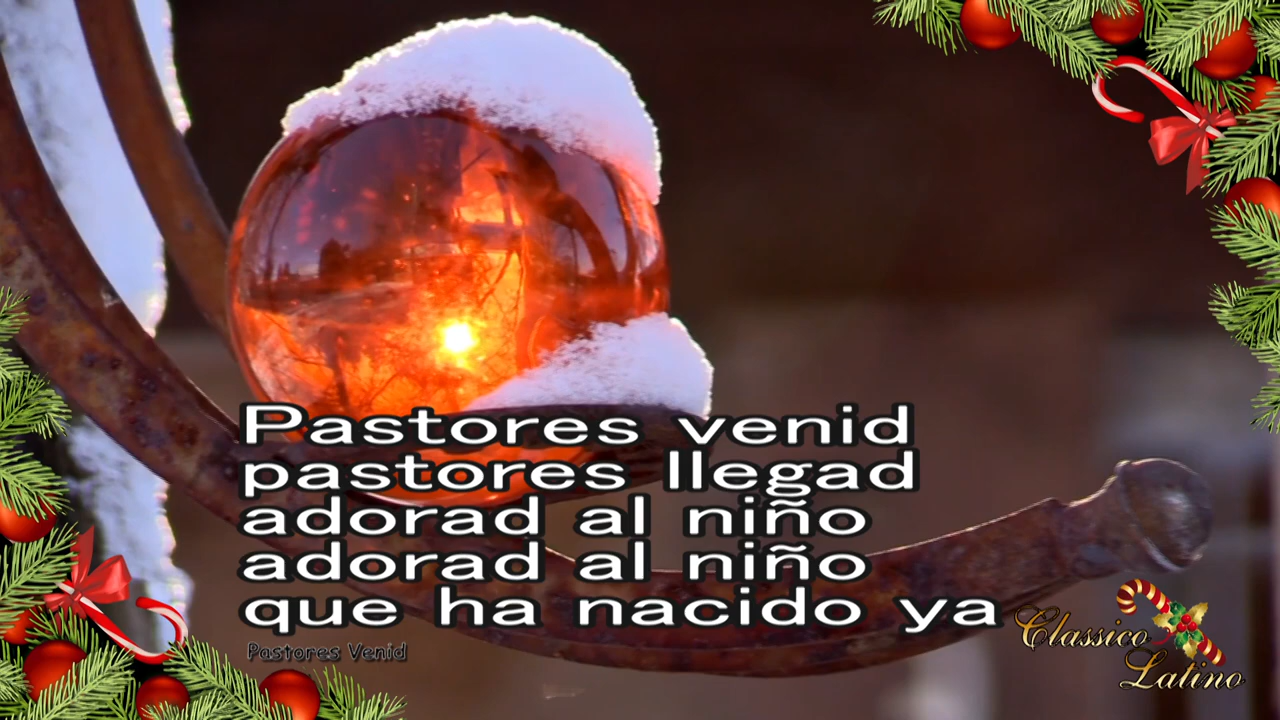 Pastores venid
pastores llegad
adorad al niño
adorad al niño
que ha nacido ya
Pastores Venid
Classico
Latino